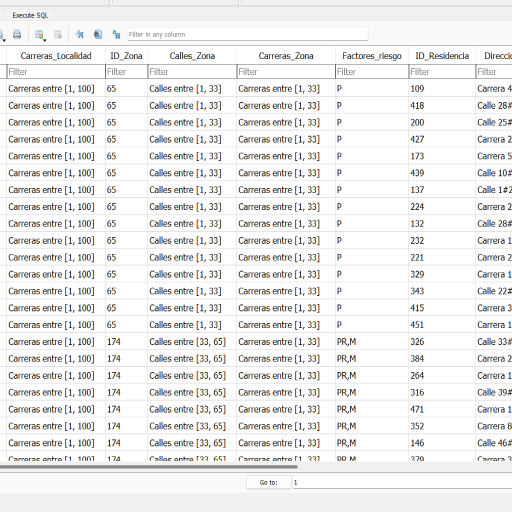 Execute SQL
Filter in any column
Carreras_Localidad ID_Zona Calles_Zona Carreras_Zona Factores_riesgo ID_Residencia Direcci
Filter Filter Filter Filter Filter Filter Filter
Carreras entre [1, 100] 65 Calles entre [1, 33] Carreras entre [1, 33] P 109 Carrera 4
Carreras entre [1, 100] 65 Calles entre [1, 33] Carreras entre [1, 33] P 418 Calle 28#
Carreras entre [1, 100] 65 Calles entre [1, 33] Carreras entre [1, 33] P 200 Calle 25#
Carreras entre [1, 100] 65 Calles entre [1, 33] Carreras entre [1, 33] P 427 Carrera 2
Carreras entre [1, 100] 65 Calles entre [1, 33] Carreras entre [1, 33] P 173 Carrera 5
Carreras entre [1, 100] 65 Calles entre [1, 33] Carreras entre [1, 33] P 439 Calle 10#
Carreras entre [1, 100] 65 Calles entre [1, 33] Carreras entre [1, 33] P 137 Calle 1#2
Carreras entre [1, 100] 65 Calles entre [1, 33] Carreras entre [1, 33] P 224 Carrera 2
Carreras entre [1, 100] 65 Calles entre [1, 33] Carreras entre [1, 33] P 132 Calle 28#
Carreras entre [1, 100] 65 Calles entre [1, 33] Carreras entre [1, 33] P 232 Carrera 1
Carreras entre [1, 100] 65 Calles entre [1, 33] Carreras entre [1, 33] P 221 Carrera 2
Carreras entre [1, 100] 65 Calles entre [1, 33] Carreras entre [1, 33] P 329 Carrera 1
Carreras entre [1, 100] 65 Calles entre [1, 33] Carreras entre [1, 33] P 343 Calle 22#
Carreras entre [1, 100] 65 Calles entre [1, 33] Carreras entre [1, 33] P 415 Carrera 3
Carreras entre [1, 100] 65 Calles entre [1, 33] Carreras entre [1, 33] P 451 Carrera 1
Carreras entre [1, 100] 174 Calles entre [33, 65] Carreras entre [1, 33] PR,M 326 Calle 33#
Carreras entre [1, 100] 174 Calles entre [33, 65] Carreras entre [1, 33] PR,M 384 Carrera 2
Carreras entre [1, 100] 174 Calles entre [33, 65] Carreras entre [1, 33] PR,M 264 Carrera 1
Carreras entre [1, 100] 174 Calles entre [33, 65] Carreras entre [1, 33] PR,M 316 Calle 39#
Carreras entre [1, 100] 174 Calles entre [33, 65] Carreras entre [1, 33] PR,M 471 Carrera 1
Carreras entre [1, 100] 174 Calles entre [33, 65] Carreras entre [1, 33] PR,M 352 Carrera 8
Carreras entre [1, 100] 174 Calles entre [33, 65] Carreras entre [1, 33] PR,M 146 Calle 46#
Carreras entre [1, 100] 174 Calles entre [33, 65] Carreras entre [1, 33] PR,M 379 Carrera 3
Go to: 1